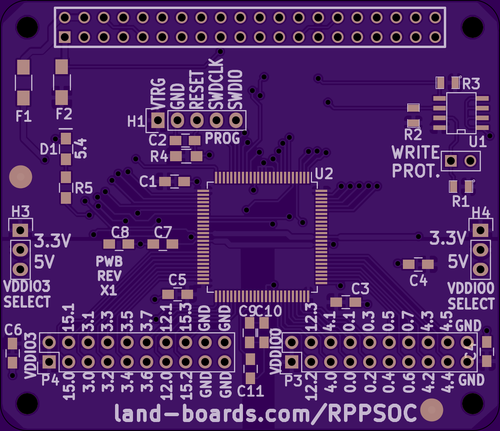 F1
F2
D1
5.4
R5
H1
VTRG
GND
RESET
SWDCLK
SWDIO
PROG
C2
R4
C1
U2
R3
R2
U1
WRITE
PROT.
R1
H3
3.3V
5V
VDDIO3
SELECT
C8
C7
PWB
REV
X1
C5
C3
H4
3.3V
5V
VDDIO0
SELECT
C4
C6
VDDIO3
P4
15.1
3.1
3.3
3.5
3.7
12.1
15.3
GND
GND
15.0
3.0
3.2
3.4
3.6
12.0
15.2
GND
GND
C9
C10
C11
VDDIO0
P3
12.3
4.1
0.1
0.3
0.5
0.7
4.3
4.5
GND
12.2
4.0
0.0
0.2
0.4
0.6
4.2
4.4
GND
land-boards.com/RPPSOC